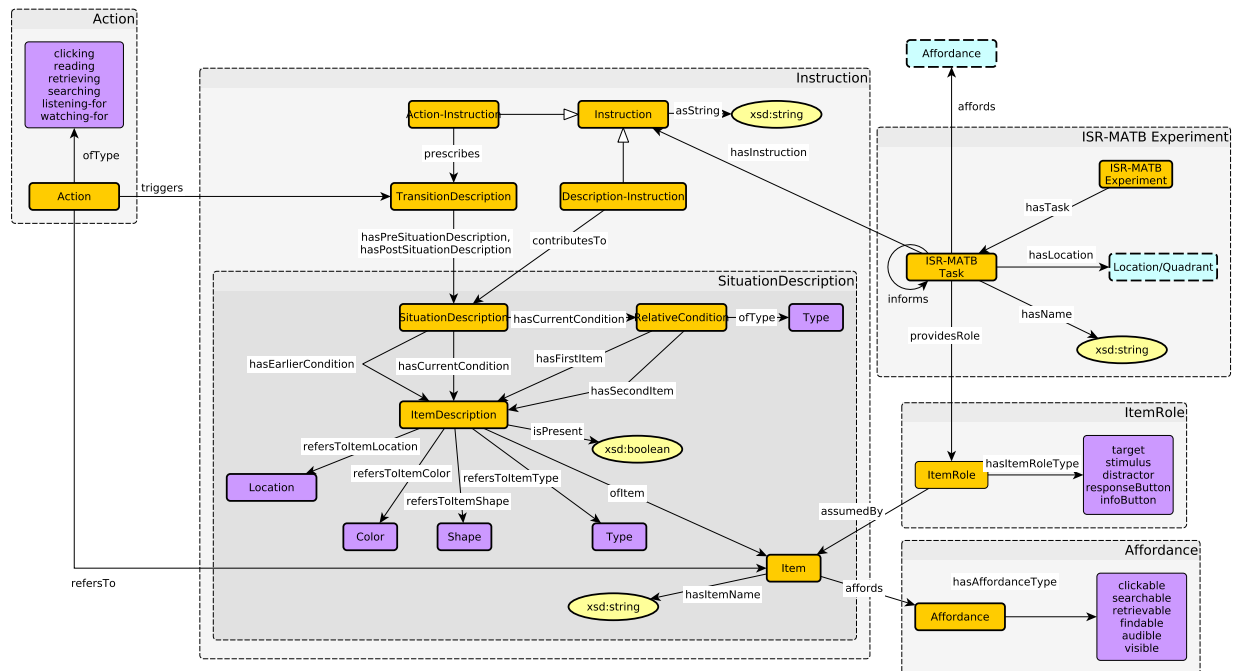 Action
clicking
reading
retrieving
searching
listening-for
watching-for
ofType
Action
triggers
refersTo
Instruction
Action-Instruction
Instruction
asString
xsd:string
prescribes
hasInstruction
TransitionDescription
Description-Instruction
hasPreSituationDescription,
hasPostSituationDescription
contributesTo
SituationDescription
SituationDescription
hasCurrentCondition
RelativeCondition
ofType
Type
hasEarlierCondition
hasCurrentCondition
hasFirstItem
hasSecondItem
ItemDescription
isPresent
xsd:boolean
refersToItemLocation
refersToItemColor
refersToItemType
refersToItemShape
ofItem
Location
Color
Shape
Type
Item
hasItemName
xsd:string
Affordance
affords
ISR-MATB Experiment
ISR-MATB
Experiment
hasTask
ISR-MATB
Task
hasLocation
Location/Quadrant
informs
hasName
providesRole
xsd:string
ItemRole
ItemRole
hasItemRoleType
target
stimulus
distractor
responseButton
infoButton
assumedBy
Affordance
affords
hasAffordanceType
Affordance
clickable
searchable
retrievable
findable
audible
visible